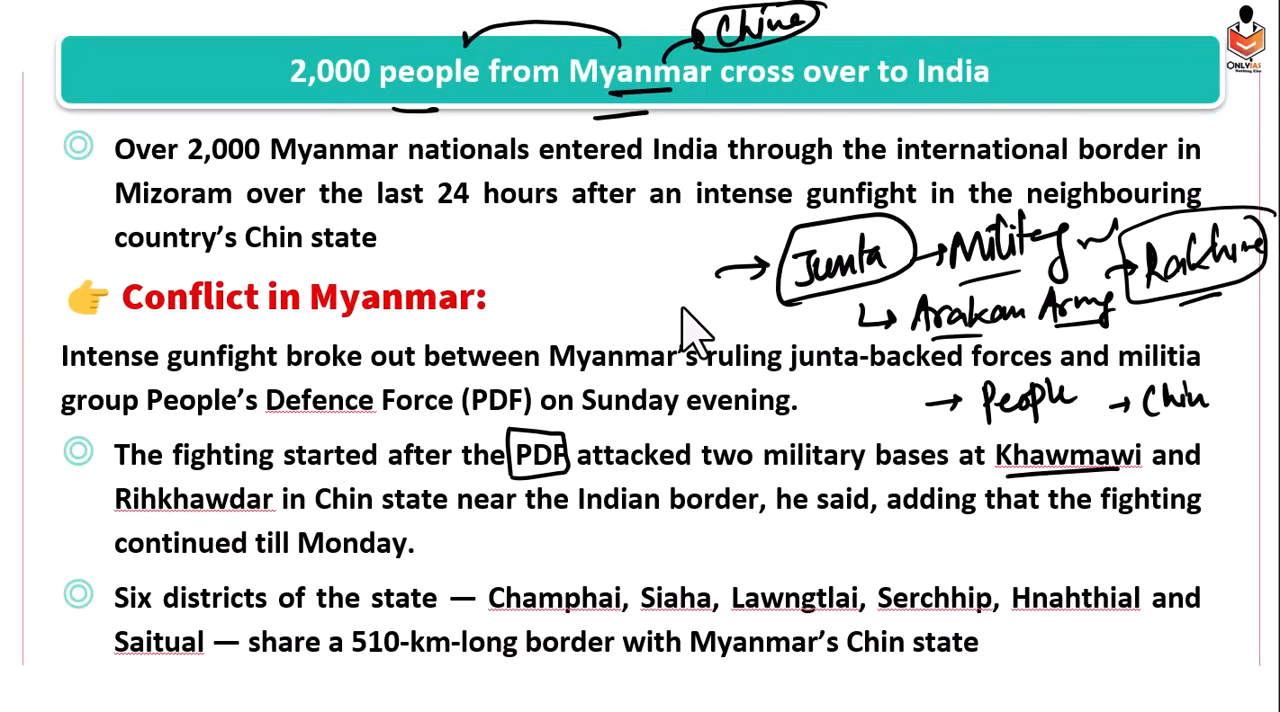 China
ONLYIAS
Nothing Else
2,000 people from Myanmar cross over to India
Over 2,000 Myanmar nationals entered India through the international border in
Mizoram over the last 24 hours after an intense gunfight in the neighbouring
country's Chin state
→ Junta → Military → Rakhine
↳ Arakan Army
👉 Conflict in Myanmar:
Intense gunfight broke out between Myanmar's ruling junta-backed forces and militia
group People's Defence Force (PDF) on Sunday evening.
→ People → Chin
The fighting started after the PDF attacked two military bases at Khawmawi and
Rihkhawdar in Chin state near the Indian border, he said, adding that the fighting
continued till Monday.
Six districts of the state — Champhai, Siaha, Lawngtlai, Serchhip, Hnahthial and
Saitual — share a 510-km-long border with Myanmar's Chin state